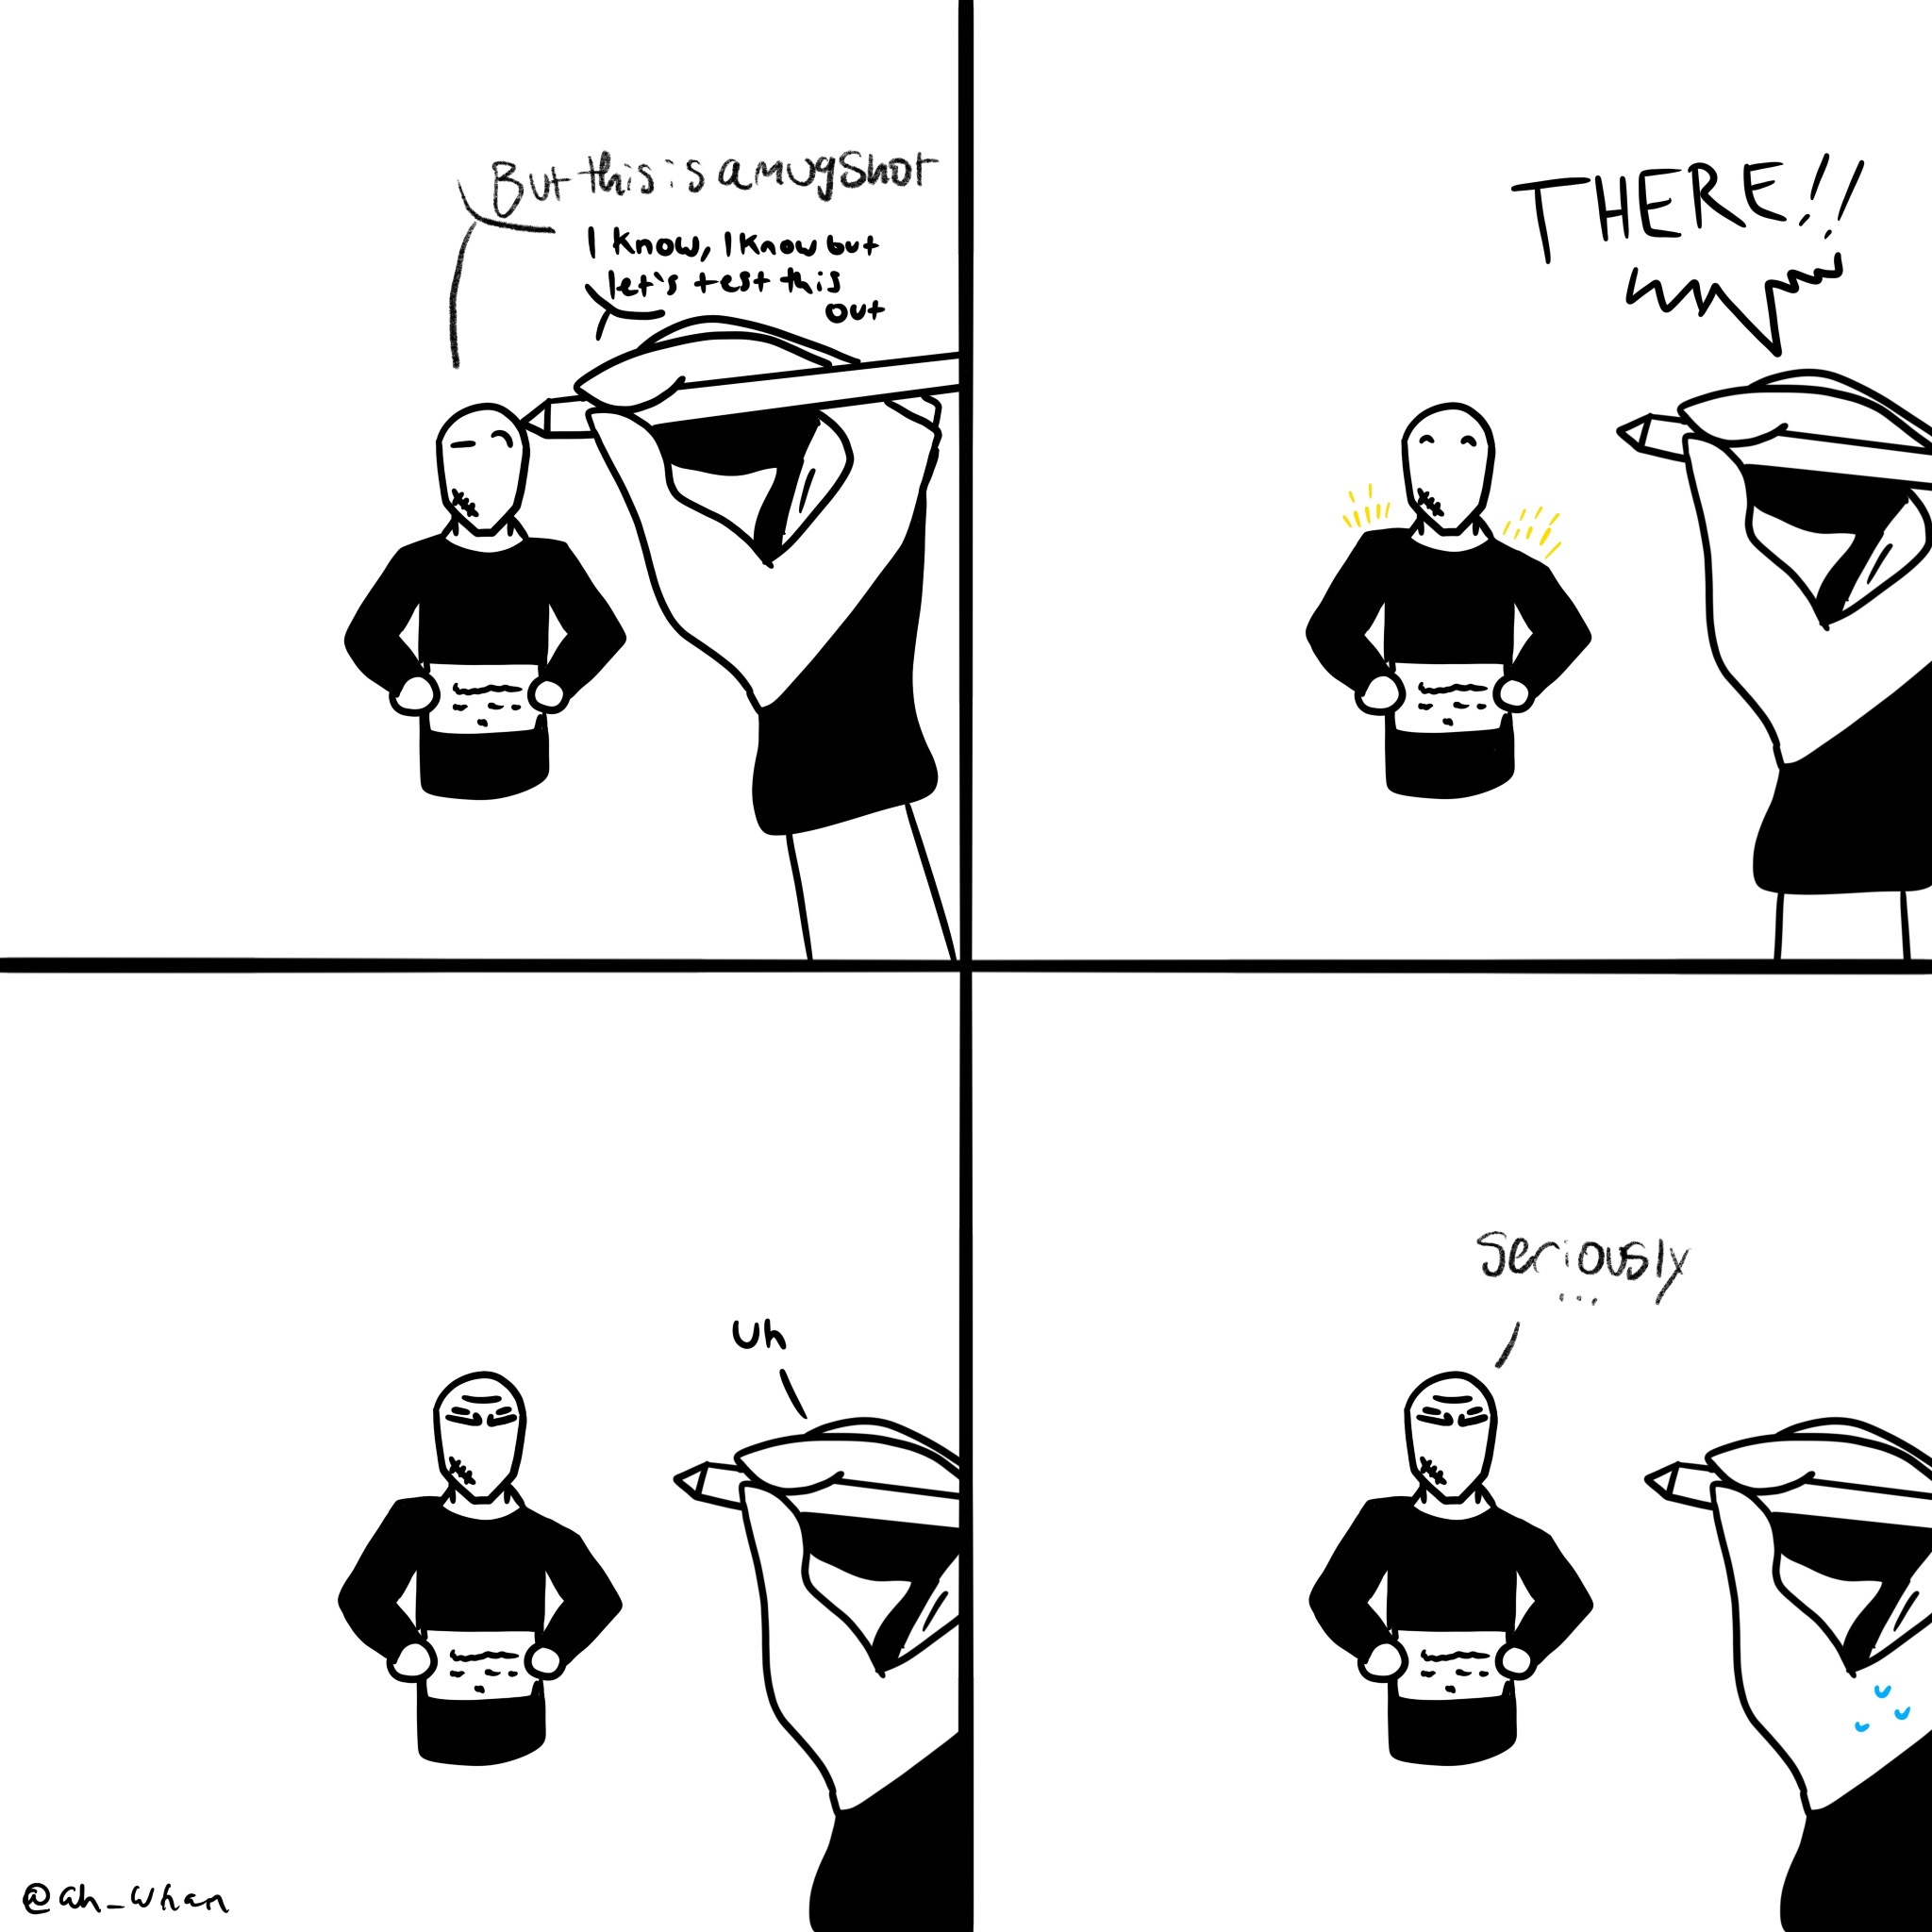 But this is a mugshot
I know, I know but
let's test this
out
THERE!!
uh
Seriously
...
@ah_whan